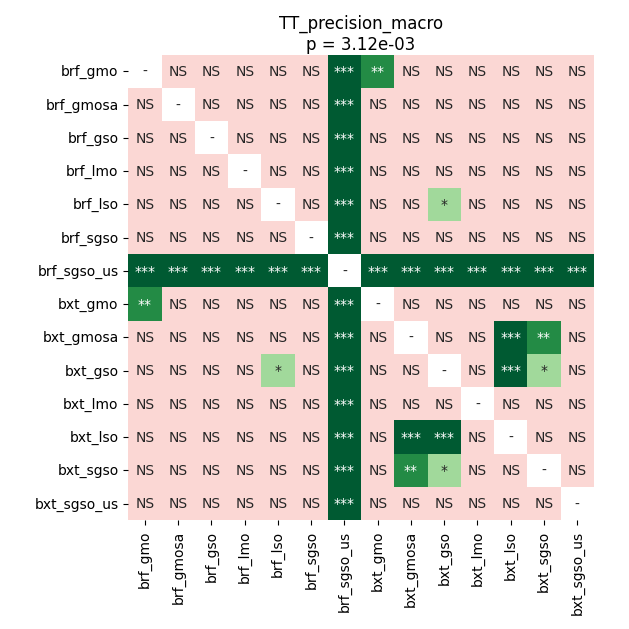 TT_precision_macro
p = 3.12e-03
brf_gmo - NS NS NS NS NS *** ** NS NS NS NS NS NS
brf_gmosa NS - NS NS NS NS *** NS NS NS NS NS NS NS
brf_gso NS NS - NS NS NS *** NS NS NS NS NS NS NS
brf_lmo NS NS NS - NS NS *** NS NS NS NS NS NS NS
brf_lso NS NS NS NS - NS *** NS NS * NS NS NS NS
brf_sgso NS NS NS NS NS - *** NS NS NS NS NS NS NS
brf_sgso_us *** *** *** *** *** *** - *** *** *** *** *** *** ***
bxt_gmo ** NS NS NS NS NS *** - NS NS NS NS NS NS
bxt_gmosa NS NS NS NS NS NS *** NS - NS NS *** ** NS
bxt_gso NS NS NS NS * NS *** NS NS - NS *** * NS
bxt_lmo NS NS NS NS NS NS *** NS NS NS - NS NS NS
bxt_lso NS NS NS NS NS NS *** NS *** *** NS - NS NS
bxt_sgso NS NS NS NS NS NS *** NS ** * NS NS - NS
bxt_sgso_us NS NS NS NS NS NS *** NS NS NS NS NS NS -
brf_gmo
brf_gmosa
brf_gso
brf_lmo
brf_lso
brf_sgso
brf_sgso_us
bxt_gmo
bxt_gmosa
bxt_gso
bxt_lmo
bxt_lso
bxt_sgso
bxt_sgso_us